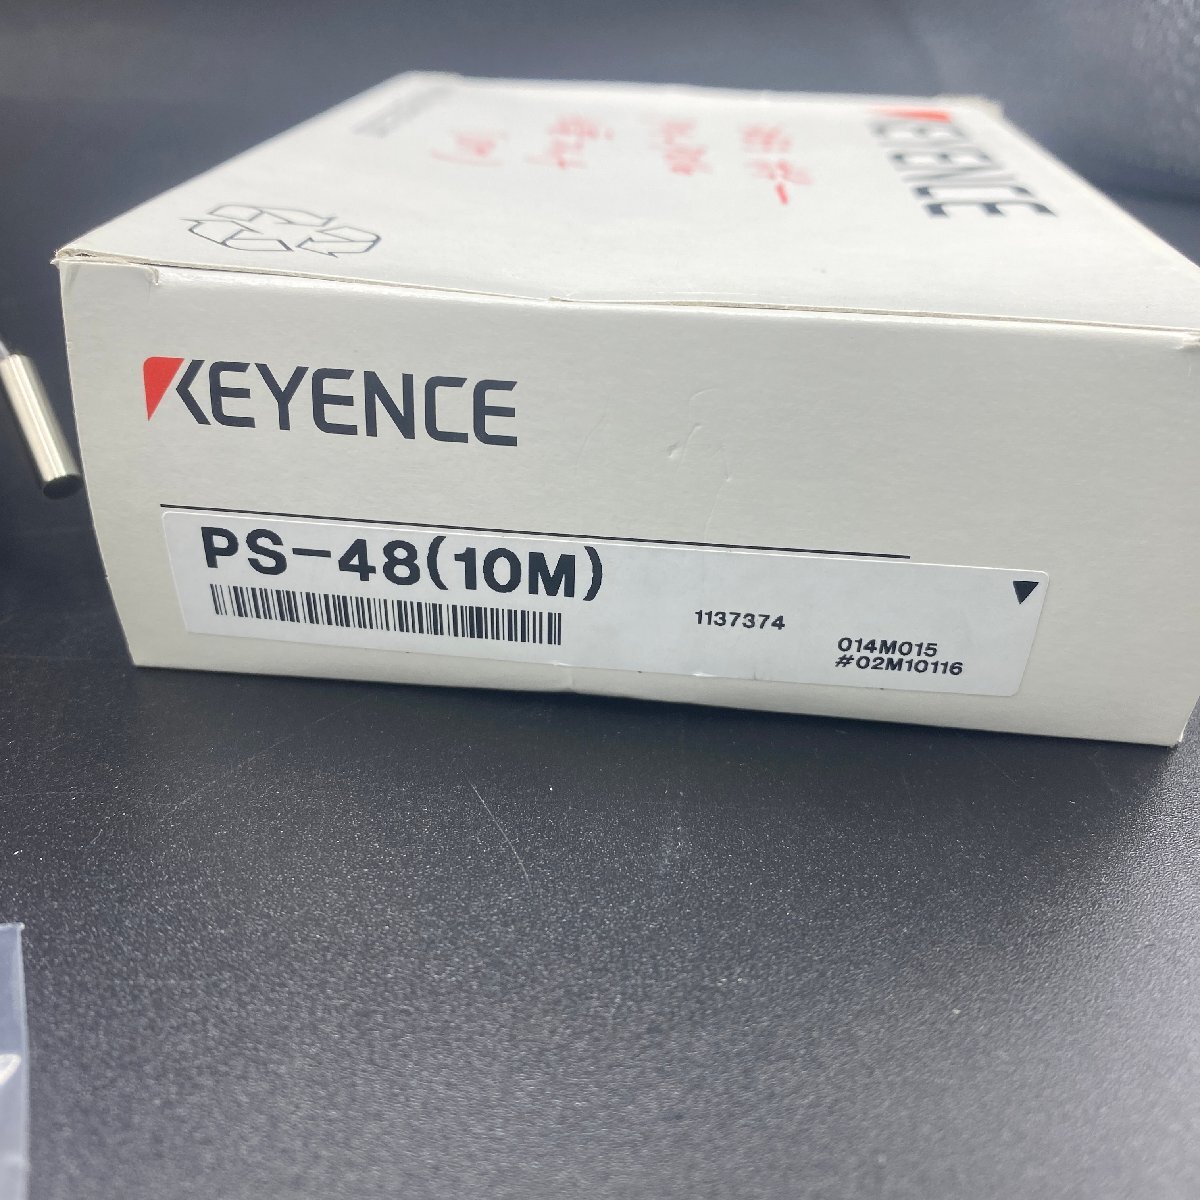 KEYENCE
KEYENCE
PS-48(10M)
1137374
014M015
#02M10116